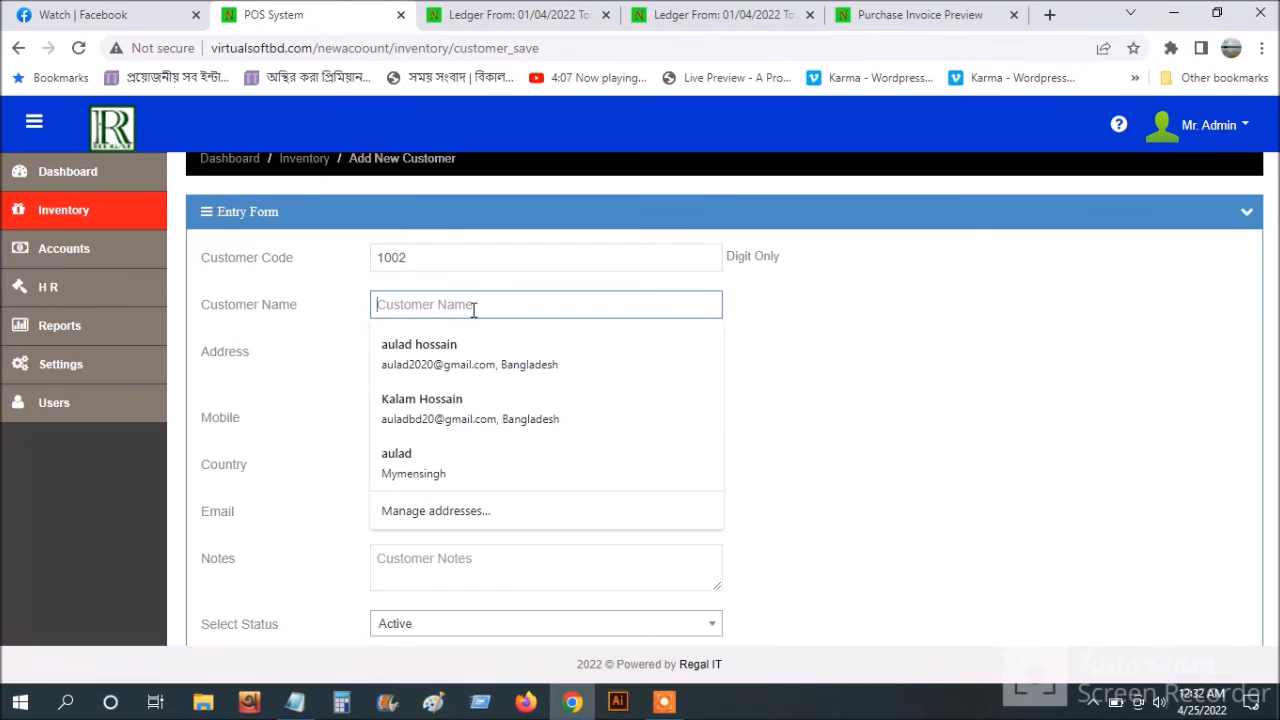 Watch | Facebook
POS System
Ledger From: 01/04/2022 To
Ledger From: 01/04/2022 To
Purchase Invoice Preview
Not secure
virtualsoftbd.com/newacoount/inventory/customer_save
Bookmarks
প্রয়োজনীয় সব ইন্টা...
অস্থির করা প্রিমিয়ান...
সময় সংবাদ | বিকাল...
4:07 Now playing...
Live Preview - A Pro...
Karma - Wordpress...
Karma - Wordpress...
Other bookmarks
R
Mr. Admin
Dashboard / Inventory / Add New Customer
Dashboard
Inventory
Accounts
H R
Reports
Settings
Users
Entry Form
Customer Code
1002
Digit Only
Customer Name
Customer Name
Address
aulad hossain
aulad2020@gmail.com, Bangladesh
Kalam Hossain
auladbd20@gmail.com, Bangladesh
Mobile
Country
aulad
Mymensingh
Email
Manage addresses...
Notes
Customer Notes
Select Status
Active
2022 © Powered by Regal IT
Screen Recorder
12:32 AM
4/25/2022